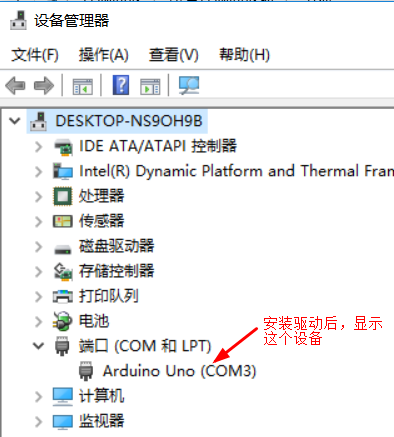 设备管理器
文件(F) 操作(A) 查看(V) 帮助(H)
DESKTOP-NS9OH9B
IDE ATA/ATAPI 控制器
Intel(R) Dynamic Platform and Thermal Fran
处理器
传感器
磁盘驱动器
存储控制器
打印队列
电池
端口 (COM 和 LPT)
Arduino Uno (COM3)
计算机
监视器
安装驱动后，显示
这个设备